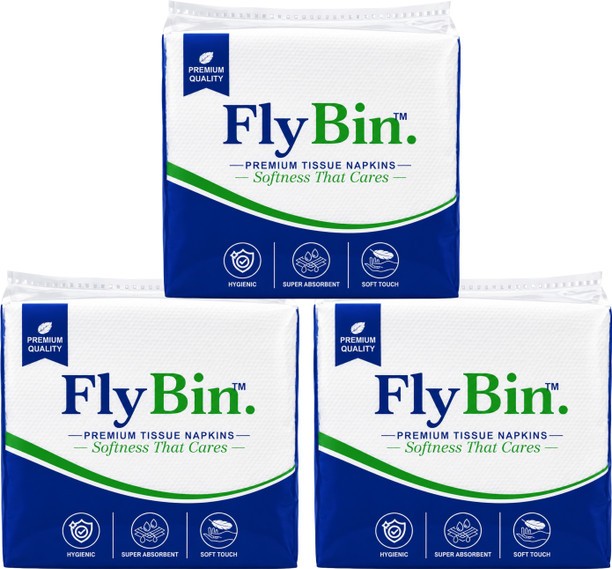 PREMIUM
QUALITY
FlyBin.™
PREMIUM TISSUE NAPKINS
Softness That Cares
HYGIENIC
SUPER ABSORBENT
SOFT TOUCH
PREMIUM
QUALITY
FlyBin.™
PREMIUM TISSUE NAPKINS
Softness That Cares
HYGIENIC
SUPER ABSORBENT
SOFT TOUCH
PREMIUM
QUALITY
FlyBin.™
PREMIUM TISSUE NAPKINS
Softness That Cares
HYGIENIC
SUPER ABSORBENT
SOFT TOUCH